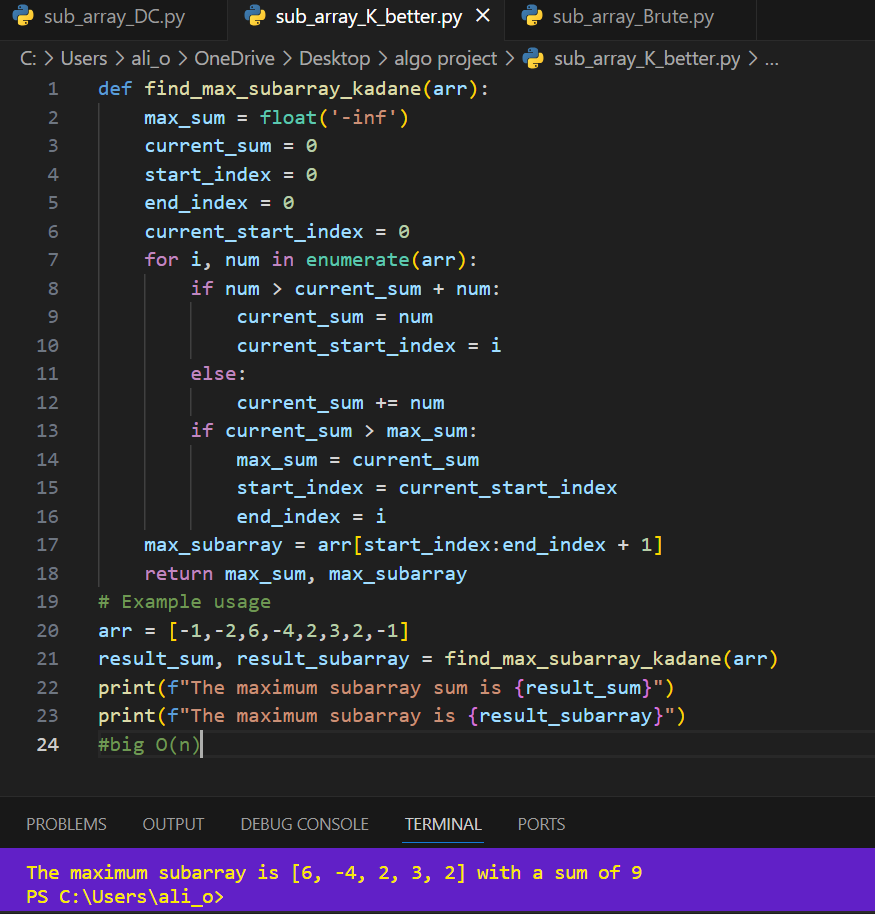 sub_array_DC.py sub_array_K_better.py × sub_array_Brute.py
C: > Users > ali_o > OneDrive > Desktop > algo project > sub_array_K_better.py > ...
1 def find_max_subarray_kadane(arr):
2     max_sum = float('-inf')
3     current_sum = 0
4     start_index = 0
5     end_index = 0
6     current_start_index = 0
7     for i, num in enumerate(arr):
8         if num > current_sum + num:
9             current_sum = num
10             current_start_index = i
11         else:
12             current_sum += num
13         if current_sum > max_sum:
14             max_sum = current_sum
15             start_index = current_start_index
16             end_index = i
17     max_subarray = arr[start_index:end_index + 1]
18     return max_sum, max_subarray
19 # Example usage
20 arr = [-1,-2,6,-4,2,3,2,-1]
21 result_sum, result_subarray = find_max_subarray_kadane(arr)
22 print(f"The maximum subarray sum is {result_sum}")
23 print(f"The maximum subarray is {result_subarray}")
24 #big O(n)
PROBLEMS OUTPUT DEBUG CONSOLE TERMINAL PORTS
The maximum subarray is [6, -4, 2, 3, 2] with a sum of 9
PS C:\Users\ali_o>